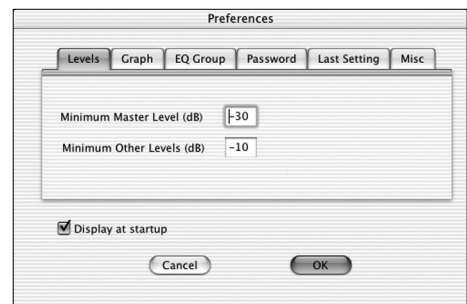 Preferences
Levels Graph EQ Group Password Last Setting Misc
Minimum Master Level (dB) -30
Minimum Other Levels (dB) -10
Display at startup
Cancel OK